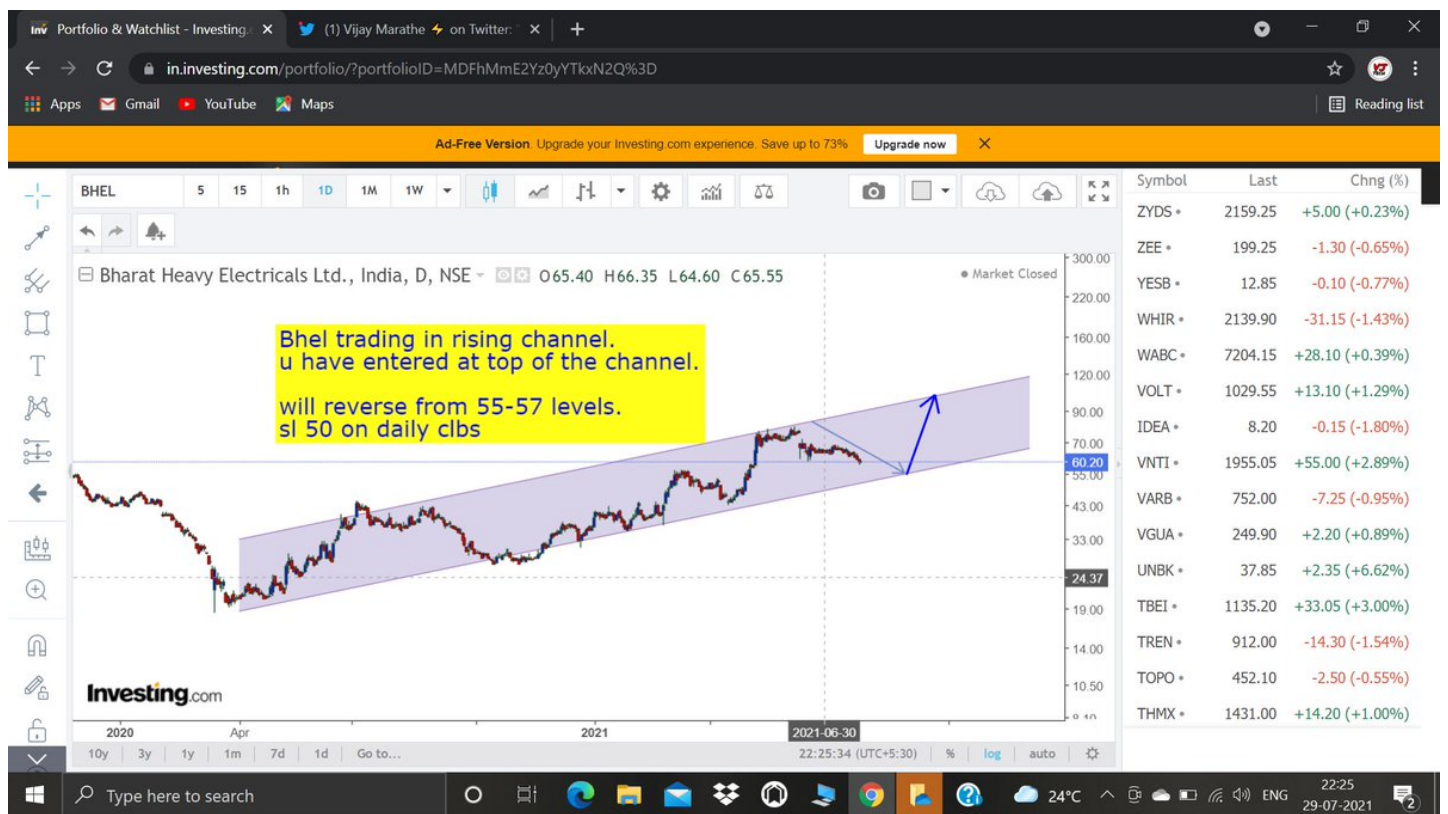 Portfolio & Watchlist - Investing.
(1) Vijay Marathe ⚡ on Twitter: "
in.investing.com/portfolio/?portfolioID=MDFhMmE2Yz0yYTkxN2Q%3D
Apps Gmail YouTube Maps Reading list
Ad-Free Version. Upgrade your Investing.com experience. Save up to 73% Upgrade now
BHEL 5 15 1h 1D 1M 1W
Bharat Heavy Electricals Ltd., India, D, NSE O65.40 H66.35 L64.60 C65.55
Market Closed
Bhel trading in rising channel.
u have entered at top of the channel.
will reverse from 55-57 levels.
sl 50 on daily clbs
300.00
220.00
160.00
120.00
90.00
70.00
60.20
55.00
43.00
33.00
24.37
19.00
14.00
10.50
8.10
Investing.com
2020 Apr 2021 2021-06-30
10y 3y 1y 1m 7d 1d Go to... 22:25:34 (UTC+5:30) % log auto
Symbol Last Chng (%)
ZYDS 2159.25 +5.00 (+0.23%)
ZEE 199.25 -1.30 (-0.65%)
YESB 12.85 -0.10 (-0.77%)
WHIR 2139.90 -31.15 (-1.43%)
WABC 7204.15 +28.10 (+0.39%)
VOLT 1029.55 +13.10 (+1.29%)
IDEA 8.20 -0.15 (-1.80%)
VNTI 1955.05 +55.00 (+2.89%)
VARB 752.00 -7.25 (-0.95%)
VGUA 249.90 +2.20 (+0.89%)
UNBK 37.85 +2.35 (+6.62%)
TBEI 1135.20 +33.05 (+3.00%)
TREN 912.00 -14.30 (-1.54%)
TOPO 452.10 -2.50 (-0.55%)
THMX 1431.00 +14.20 (+1.00%)
Type here to search
24°C ENG
22:25
29-07-2021
2